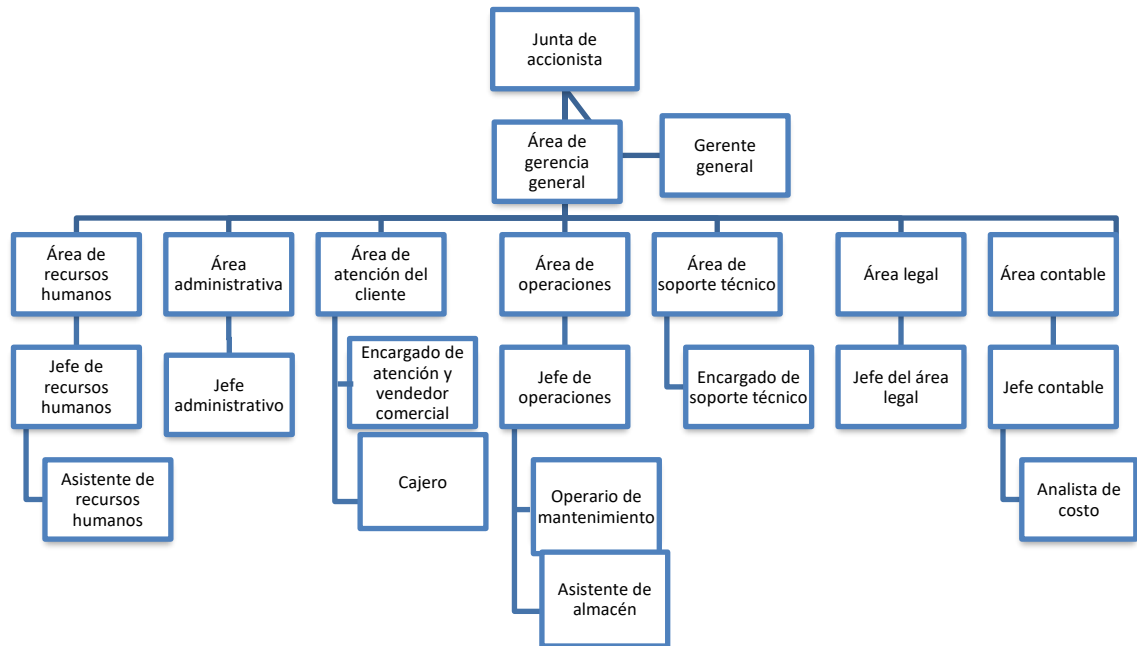 Junta de
accionista
Área de
gerencia
general
Gerente
general
Área de
recursos
humanos
Área
administrativa
Área de
atención del
cliente
Área de
operaciones
Área de
soporte técnico
Área legal
Área contable
Jefe de
recursos
humanos
Jefe
administrativo
Encargado de
atención y
vendedor
comercial
Jefe de
operaciones
Encargado de
soporte técnico
Jefe del área
legal
Jefe contable
Asistente de
recursos
humanos
Cajero
Operario de
mantenimiento
Analista de
costo
Asistente de
almacén